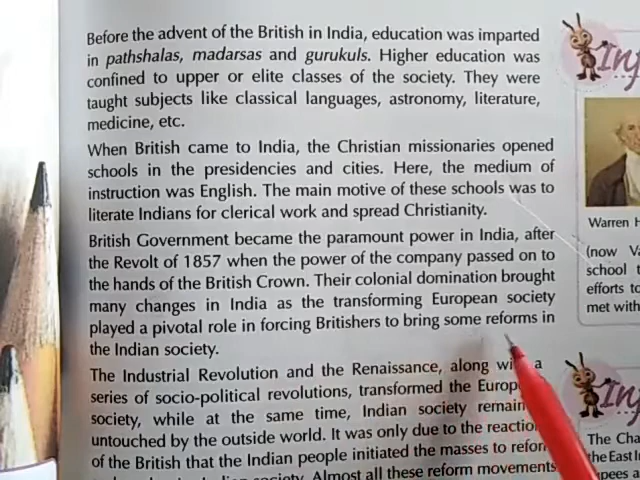 Before the advent of the British in India, education was imparted
in pathshalas, madarsas and gurukuls. Higher education was
confined to upper or elite classes of the society. They were
taught subjects like classical languages, astronomy, literature,
medicine, etc.
When British came to India, the Christian missionaries opened
schools in the presidencies and cities. Here, the medium of
instruction was English. The main motive of these schools was to
literate Indians for clerical work and spread Christianity.
British Government became the paramount power in India, after
the Revolt of 1857 when the power of the company passed on to
the hands of the British Crown. Their colonial domination brought
many changes in India as the transforming European society
played a pivotal role in forcing Britishers to bring some reforms in
the Indian society.
The Industrial Revolution and the Renaissance, along with a
series of socio-political revolutions, transformed the
society, while at the same time, Indian society
untouched by the outside world. It was only due to the
of the British that the Indian people initiated the masses to
society. Almost all these reform movements
Warren
(now
school
efforts to
met with
The
the East